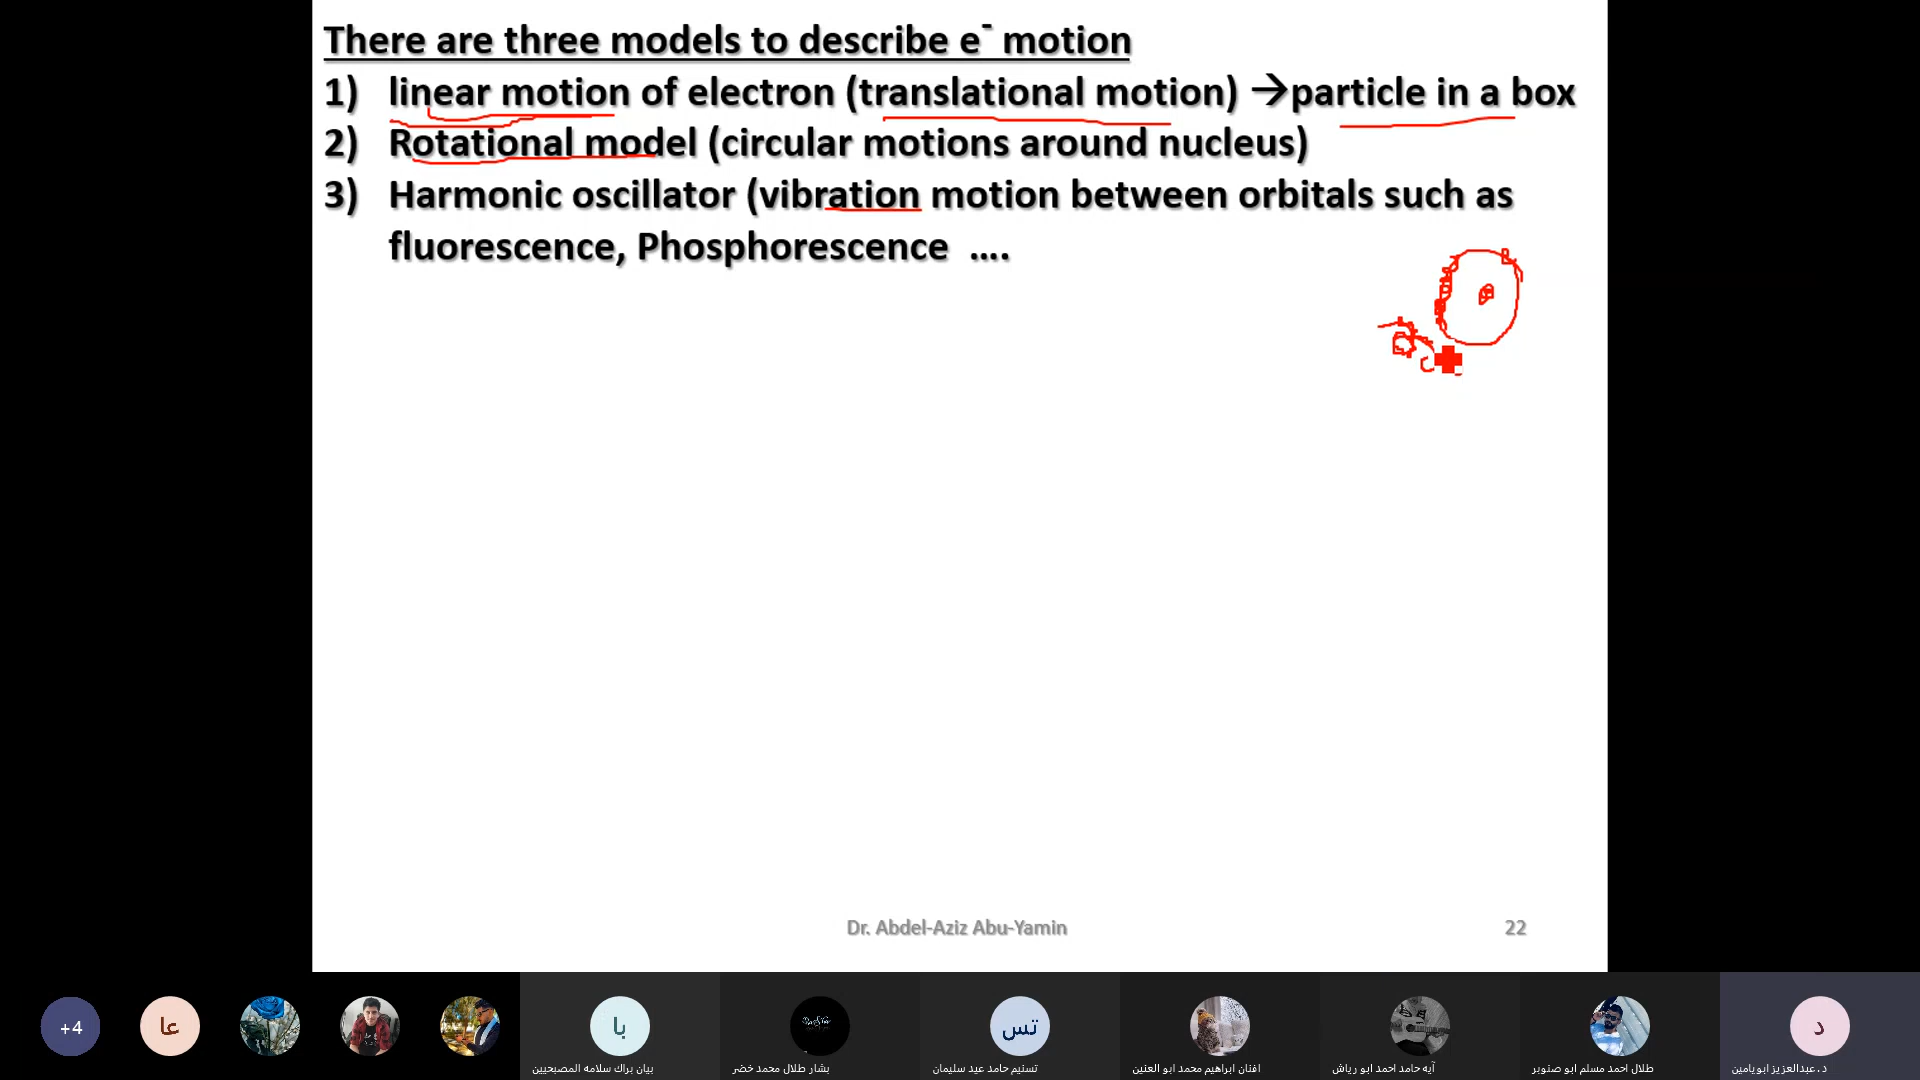 There are three models to describe e⁻ motion
1) linear motion of electron (translational motion) →particle in a box
2) Rotational model (circular motions around nucleus)
3) Harmonic oscillator (vibration motion between orbitals such as
fluorescence, Phosphorescence ....
Dr. Abdel-Aziz Abu-Yamin
22
+4
عا
با
تس
د
بيان براك سلامه المصبحيين
بشار طلال محمد خضر
تسنيم حامد عيد سليمان
افنان ابراهيم محمد ابو العنين
آيه حامد احمد ابو رياش
طلال احمد مسلم ابو صنوبر
د.عبدالعزيز ابويامين